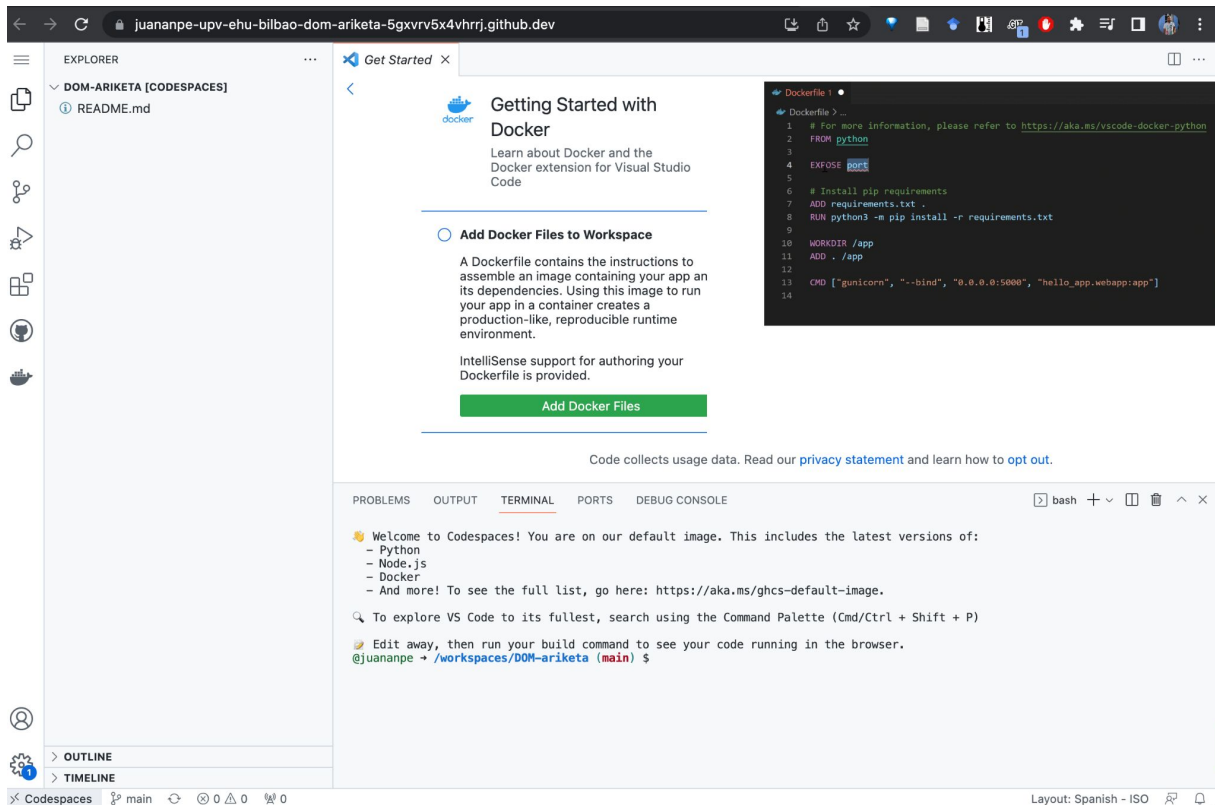 juananpe-upv-ehu-bilbao-dom-ariketa-5gxvrv5x4vhrrj.github.dev
EXPLORER
DOM-ARIKETA [CODESPACES]
README.md
OUTLINE
TIMELINE
Get Started
docker
Getting Started with
Docker
Learn about Docker and the
Docker extension for Visual Studio
Code
Add Docker Files to Workspace
A Dockerfile contains the instructions to
assemble an image containing your app an
its dependencies. Using this image to run
your app in a container creates a
production-like, reproducible runtime
environment.
IntelliSense support for authoring your
Dockerfile is provided.
Add Docker Files
Dockerfile 1
Dockerfile > ...
1 # For more information, please refer to https://aka.ms/vscode-docker-python
2 FROM python
3
4 EXPOSE port
5
6 # Install pip requirements
7 ADD requirements.txt .
8 RUN python3 -m pip install -r requirements.txt
9
10 WORKDIR /app
11 ADD . /app
12
13 CMD ["gunicorn", "--bind", "0.0.0.0:5000", "hello_app.webapp:app"]
14
Code collects usage data. Read our privacy statement and learn how to opt out.
PROBLEMS OUTPUT TERMINAL PORTS DEBUG CONSOLE
bash
👋 Welcome to Codespaces! You are on our default image. This includes the latest versions of:
– Python
– Node.js
– Docker
– And more! To see the full list, go here: https://aka.ms/ghcs-default-image.
🔍 To explore VS Code to its fullest, search using the Command Palette (Cmd/Ctrl + Shift + P)
📝 Edit away, then run your build command to see your code running in the browser.
@juananpe → /workspaces/DOM-ariketa (main) $
1
Codespaces main 0 0 0 Layout: Spanish - ISO